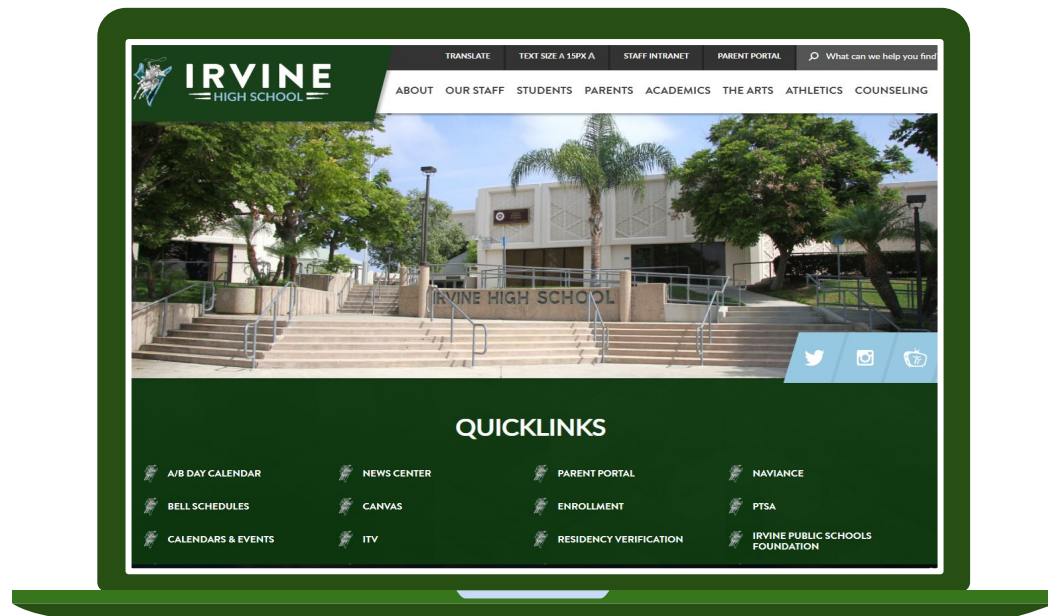 TRANSLATE TEXT SIZE A 15PX A STAFF INTRANET PARENT PORTAL What can we help you find
IRVINE
HIGH SCHOOL
ABOUT OUR STAFF STUDENTS PARENTS ACADEMICS THE ARTS ATHLETICS COUNSELING
IRVINE HIGH SCHOOL
QUICKLINKS
A/B DAY CALENDAR NEWS CENTER PARENT PORTAL NAVIANCE
BELL SCHEDULES CANVAS ENROLLMENT PTSA
CALENDARS & EVENTS ITV RESIDENCY VERIFICATION IRVINE PUBLIC SCHOOLS
FOUNDATION